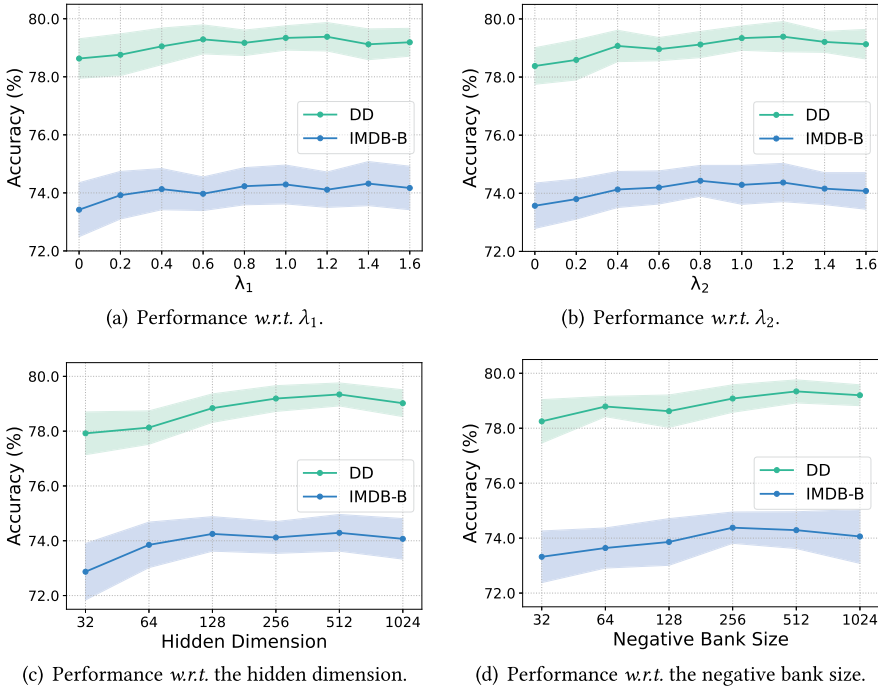 80.0
78.0
76.0
74.0
72.0
Accuracy (%)
DD
IMDB-B
0 0.2 0.4 0.6 0.8 1.0 1.2 1.4 1.6
λ1
(a) Performance w.r.t. λ1.
80.0
78.0
76.0
74.0
72.0
Accuracy (%)
DD
IMDB-B
0 0.2 0.4 0.6 0.8 1.0 1.2 1.4 1.6
λ2
(b) Performance w.r.t. λ2.
80.0
78.0
76.0
74.0
72.0
Accuracy (%)
DD
IMDB-B
32 64 128 256 512 1024
Hidden Dimension
(c) Performance w.r.t. the hidden dimension.
80.0
78.0
76.0
74.0
72.0
Accuracy (%)
DD
IMDB-B
32 64 128 256 512 1024
Negative Bank Size
(d) Performance w.r.t. the negative bank size.